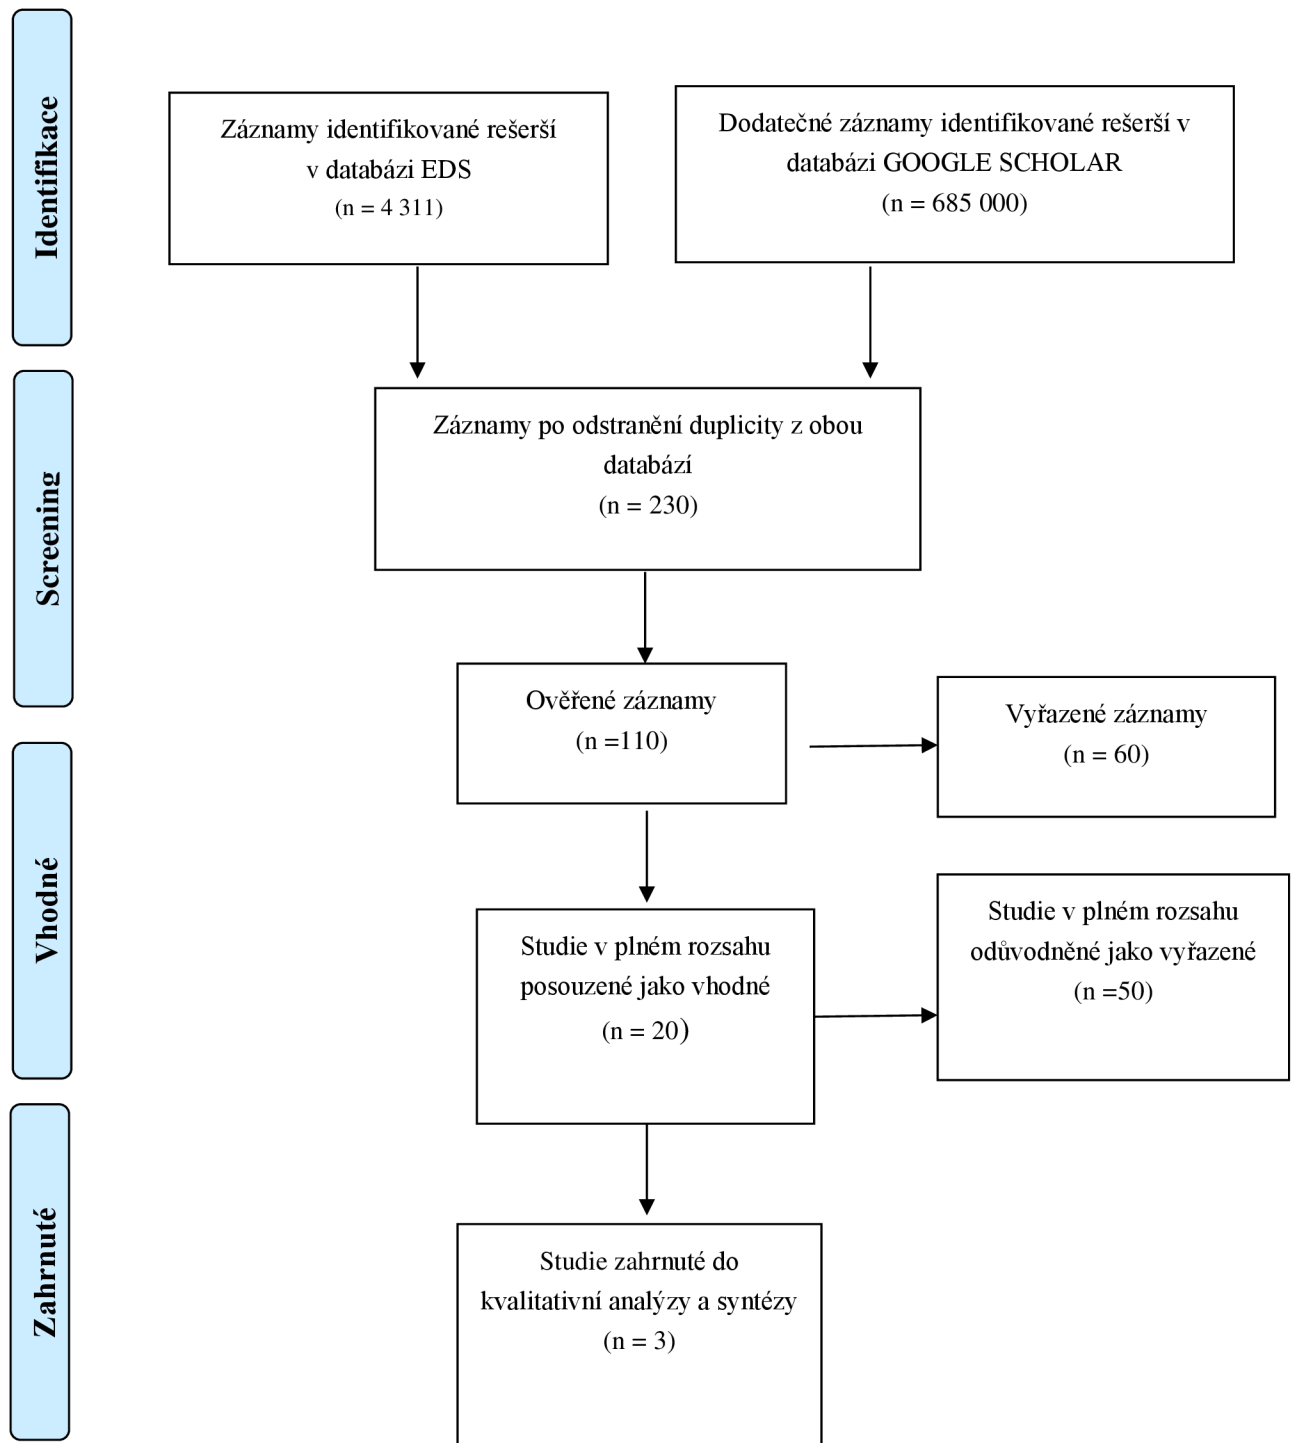 Identifikace
Záznamy identifikované rešerší
v databázi EDS
(n = 4 311)
Dodatečné záznamy identifikované rešerší v
databázi GOOGLE SCHOLAR
(n = 685 000)
Screening
Záznamy po odstranění duplicity z obou
databází
(n = 230)
Ověřené záznamy
(n =110)
Vyřazené záznamy
(n = 60)
Vhodné
Studie v plném rozsahu
posouzené jako vhodné
(n = 20)
Studie v plném rozsahu
odůvodněné jako vyřazené
(n =50)
Zahrnuté
Studie zahrnuté do
kvalitativní analýzy a syntézy
(n = 3)